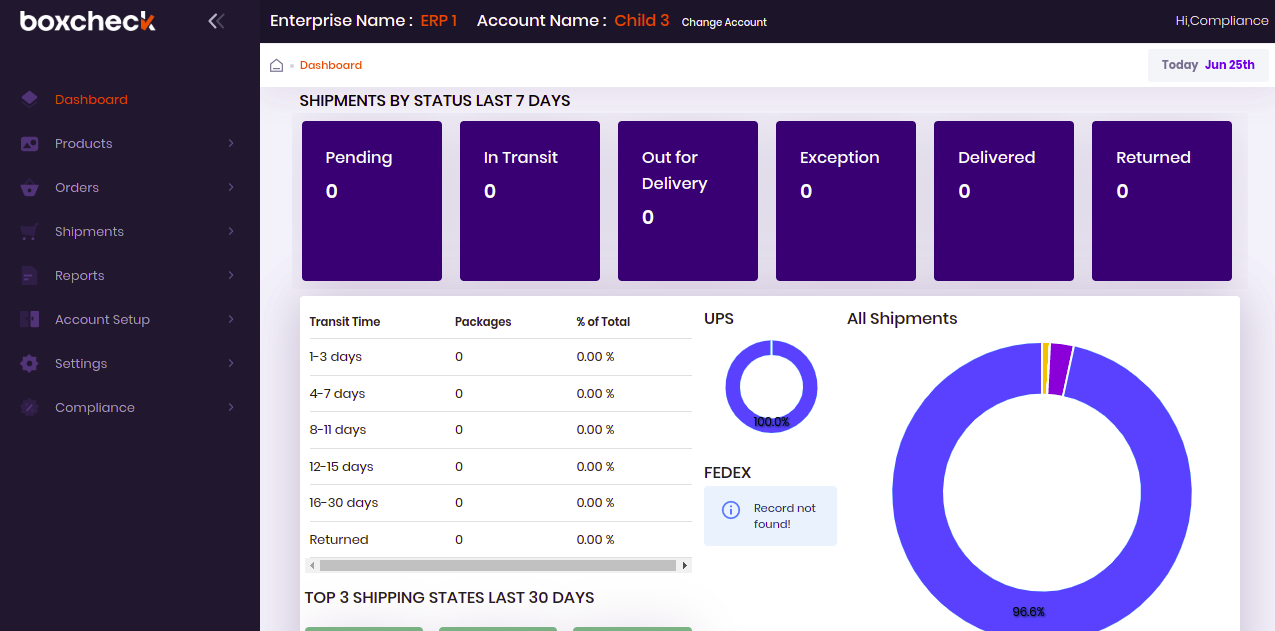 boxcheck
Enterprise Name : ERP 1 Account Name : Child 3 Change Account
Hi,Compliance
Dashboard
Today Jun 25th
Dashboard
Products
Orders
Shipments
Reports
Account Setup
Settings
Compliance
SHIPMENTS BY STATUS LAST 7 DAYS
Pending
0
In Transit
0
Out for
Delivery
0
Exception
0
Delivered
0
Returned
0
Transit Time Packages % of Total
1-3 days 0 0.00 %
4-7 days 0 0.00 %
8-11 days 0 0.00 %
12-15 days 0 0.00 %
16-30 days 0 0.00 %
Returned 0 0.00 %
TOP 3 SHIPPING STATES LAST 30 DAYS
UPS
100.0%
FEDEX
Record not
found!
All Shipments
96.6%